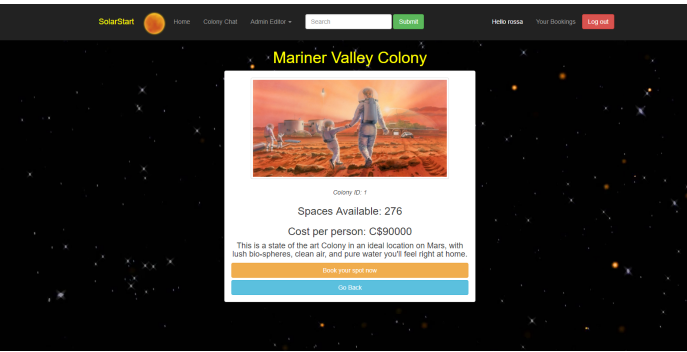 SolarStart Home Colony Chat Admin Editor Search Submit Hello rossa Your Bookings Log out
Mariner Valley Colony
Colony ID: 1
Spaces Available: 276
Cost per person: C$90000
This is a state of the art Colony in an ideal location on Mars, with
lush bio-spheres, clean air, and pure water you'll feel right at home.
Book your spot now
Go Back